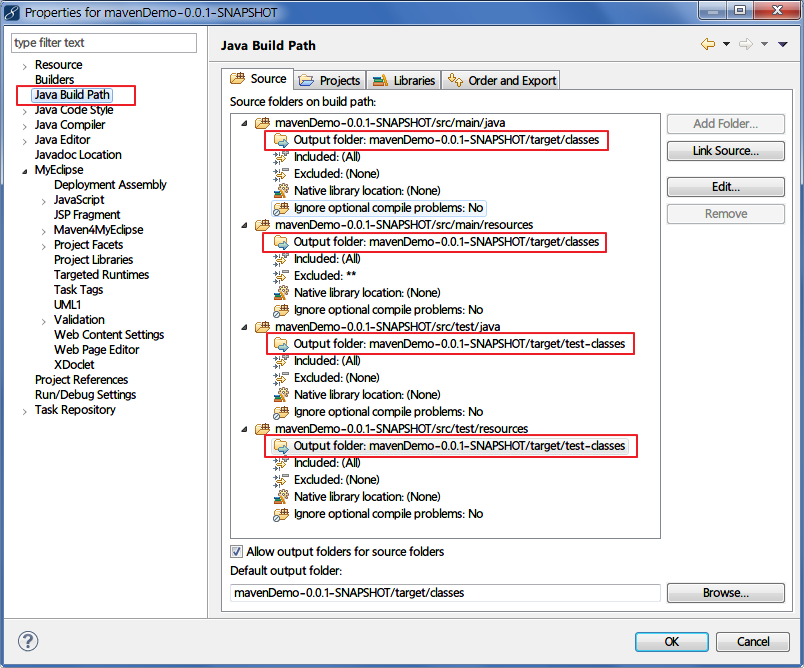 Properties for mavenDemo-0.0.1-SNAPSHOT
type filter text
Resource
Builders
Java Build Path
Java Code Style
Java Compiler
Java Editor
Javadoc Location
MyEclipse
Deployment Assembly
JavaScript
JSP Fragment
Maven4MyEclipse
Project Facets
Project Libraries
Targeted Runtimes
Task Tags
UML1
Validation
Web Content Settings
Web Page Editor
XDoclet
Project References
Run/Debug Settings
Task Repository
Java Build Path
Source
Projects
Libraries
Order and Export
Source folders on build path:
mavenDemo-0.0.1-SNAPSHOT/src/main/java
Output folder: mavenDemo-0.0.1-SNAPSHOT/target/classes
Included: (All)
Excluded: (None)
Native library location: (None)
Ignore optional compile problems: No
mavenDemo-0.0.1-SNAPSHOT/src/main/resources
Output folder: mavenDemo-0.0.1-SNAPSHOT/target/classes
Included: (All)
Excluded: **
Native library location: (None)
Ignore optional compile problems: No
mavenDemo-0.0.1-SNAPSHOT/src/test/java
Output folder: mavenDemo-0.0.1-SNAPSHOT/target/test-classes
Included: (All)
Excluded: (None)
Native library location: (None)
Ignore optional compile problems: No
mavenDemo-0.0.1-SNAPSHOT/src/test/resources
Output folder: mavenDemo-0.0.1-SNAPSHOT/target/test-classes
Included: (All)
Excluded: (None)
Native library location: (None)
Ignore optional compile problems: No
Add Folder...
Link Source...
Edit...
Remove
Allow output folders for source folders
Default output folder:
mavenDemo-0.0.1-SNAPSHOT/target/classes
Browse...
?
OK
Cancel